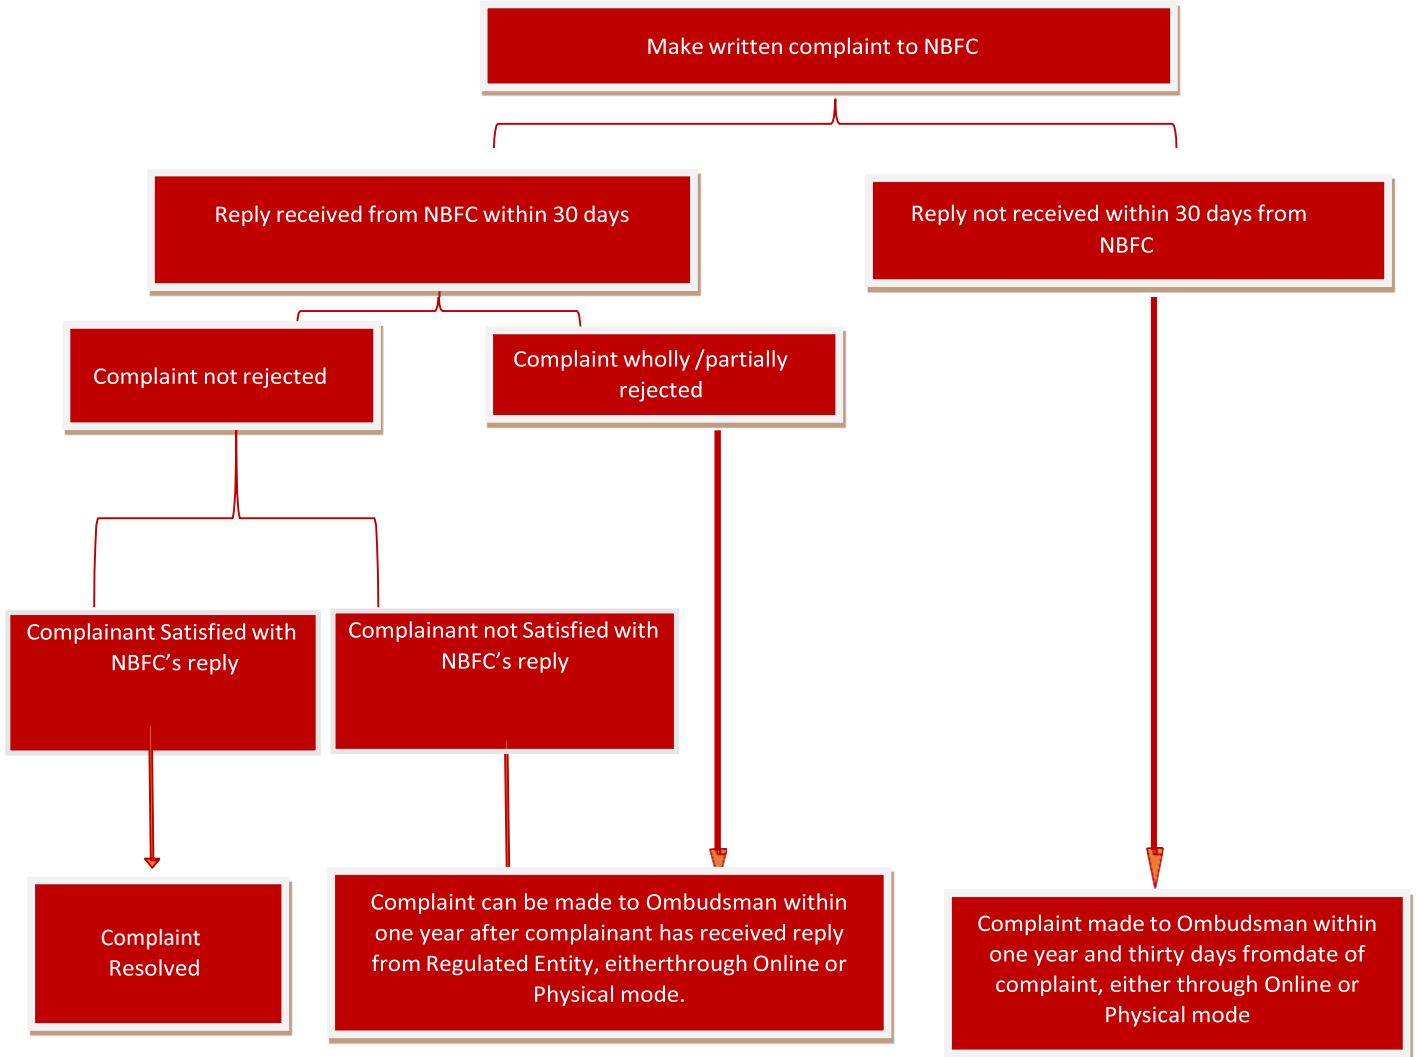 Make written complaint to NBFC
Reply received from NBFC within 30 days
Reply not received within 30 days from
NBFC
Complaint not rejected
Complaint wholly /partially
rejected
Complainant Satisfied with
NBFC’s reply
Complainant not Satisfied with
NBFC’s reply
Complaint
Resolved
Complaint can be made to Ombudsman within
one year after complainant has received reply
from Regulated Entity, eitherthrough Online or
Physical mode.
Complaint made to Ombudsman within
one year and thirty days fromdate of
complaint, either through Online or
Physical mode